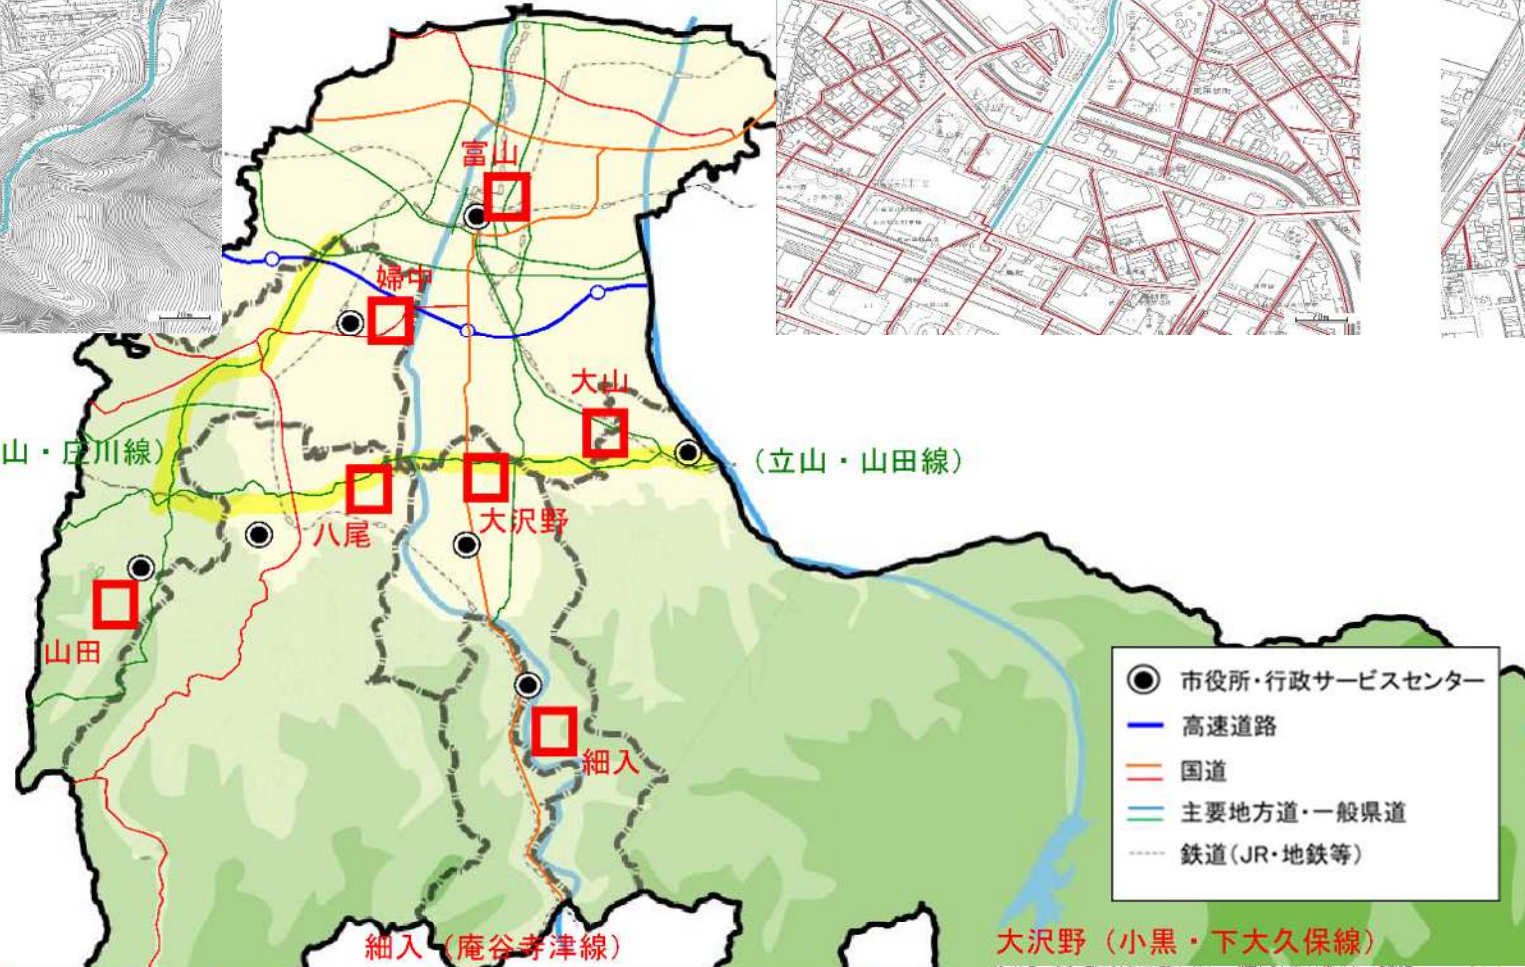 富山
婦中
大山
山・庄川線）
（立山・山田線）
八尾
大沢野
山田
細入
市役所・行政サービスセンター
高速道路
国道
主要地方道・一般県道
鉄道（JR・地鉄等）
細入（庵谷寺津線）
大沢野（小黒・下大久保線）